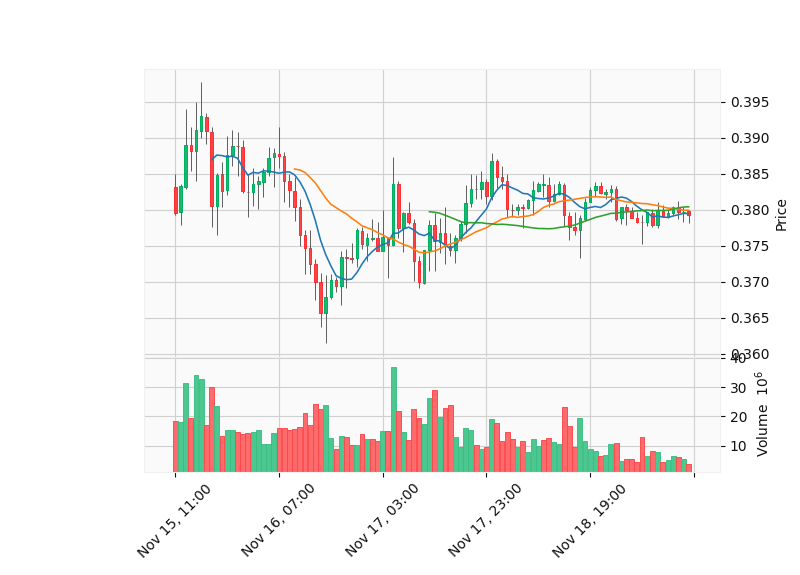 0.395
0.390
0.385
0.380
0.375
0.370
0.365
0.360
Price
40
30
20
10
Volume 10^6
Nov 15, 11:00
Nov 16, 07:00
Nov 17, 03:00
Nov 17, 23:00
Nov 18, 19:00